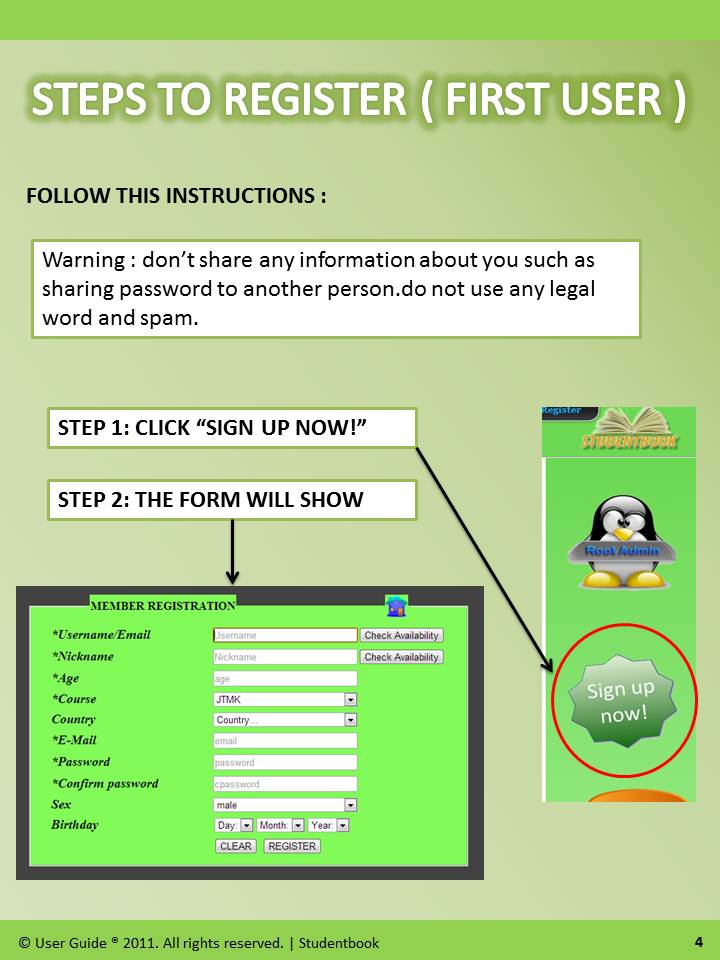 STEPS TO REGISTER ( FIRST USER )
FOLLOW THIS INSTRUCTIONS :
Warning : don’t share any information about you such as
sharing password to another person.do not use any legal
word and spam.
STEP 1: CLICK “SIGN UP NOW!”
STEP 2: THE FORM WILL SHOW
Register
STUDENTBOOK
Root Admin
Sign up
now!
MEMBER REGISTRATION
*Username/Email Username Check Availability
*Nickname Nickname Check Availability
*Age age
*Course JTMK
Country Country...
*E-Mail email
*Password password
*Confirm password cpassword
Sex male
Birthday Day: Month: Year:
CLEAR REGISTER
© User Guide ® 2011. All rights reserved. | Studentbook
4